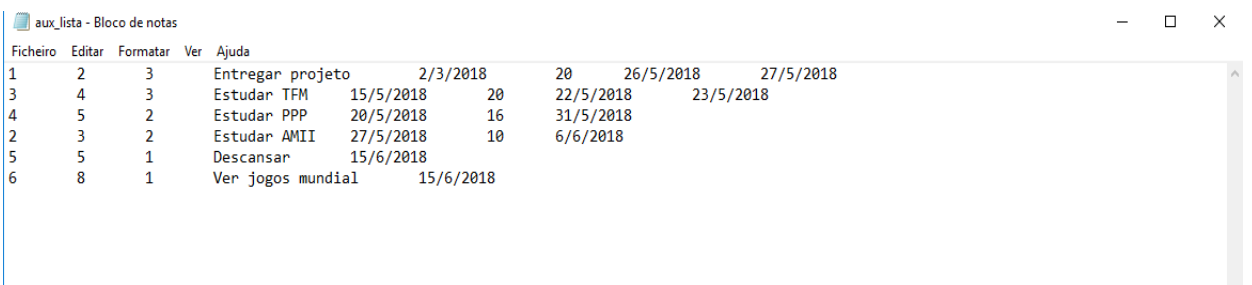 aux_lista - Bloco de notas
Ficheiro Editar Formatar Ver Ajuda
1 2 3 Entregar projeto 2/3/2018 20 26/5/2018 27/5/2018
3 4 3 Estudar TFM 15/5/2018 20 22/5/2018 23/5/2018
4 5 2 Estudar PPP 20/5/2018 16 31/5/2018
2 3 2 Estudar AMII 27/5/2018 10 6/6/2018
5 5 1 Descansar 15/6/2018
6 8 1 Ver jogos mundial 15/6/2018